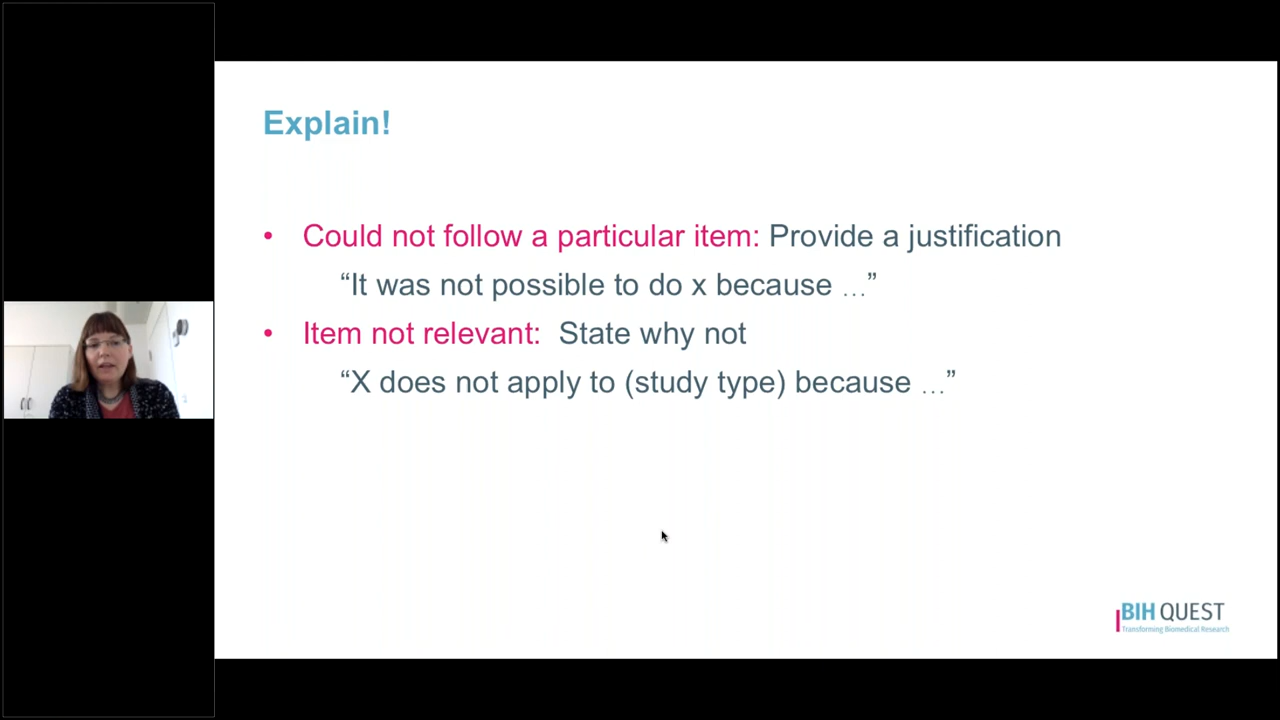 Explain!
• Could not follow a particular item: Provide a justification
“It was not possible to do x because …”
• Item not relevant: State why not
“X does not apply to (study type) because …”
BIH QUEST
Transforming Biomedical Research